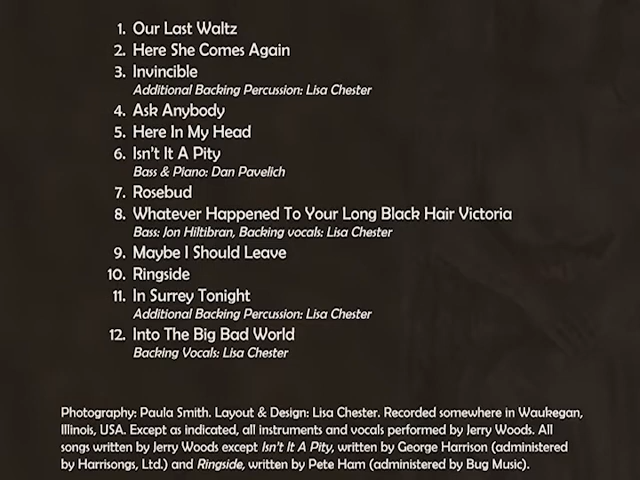 1. Our Last Waltz
2. Here She Comes Again
3. Invincible
Additional Backing Percussion: Lisa Chester
4. Ask Anybody
5. Here In My Head
6. Isn't It A Pity
Bass & Piano: Dan Pavelich
7. Rosebud
8. Whatever Happened To Your Long Black Hair Victoria
Bass: Jon Hiltibran, Backing vocals: Lisa Chester
9. Maybe I Should Leave
10. Ringside
11. In Surrey Tonight
Additional Backing Percussion: Lisa Chester
12. Into The Big Bad World
Backing Vocals: Lisa Chester
Photography: Paula Smith. Layout & Design: Lisa Chester. Recorded somewhere in Waukegan,
Illinois, USA. Except as indicated, all instruments and vocals performed by Jerry Woods. All
songs written by Jerry Woods except Isn't It A Pity, written by George Harrison (administered
by Harrisongs, Ltd.) and Ringside, written by Pete Ham (administered by Bug Music).